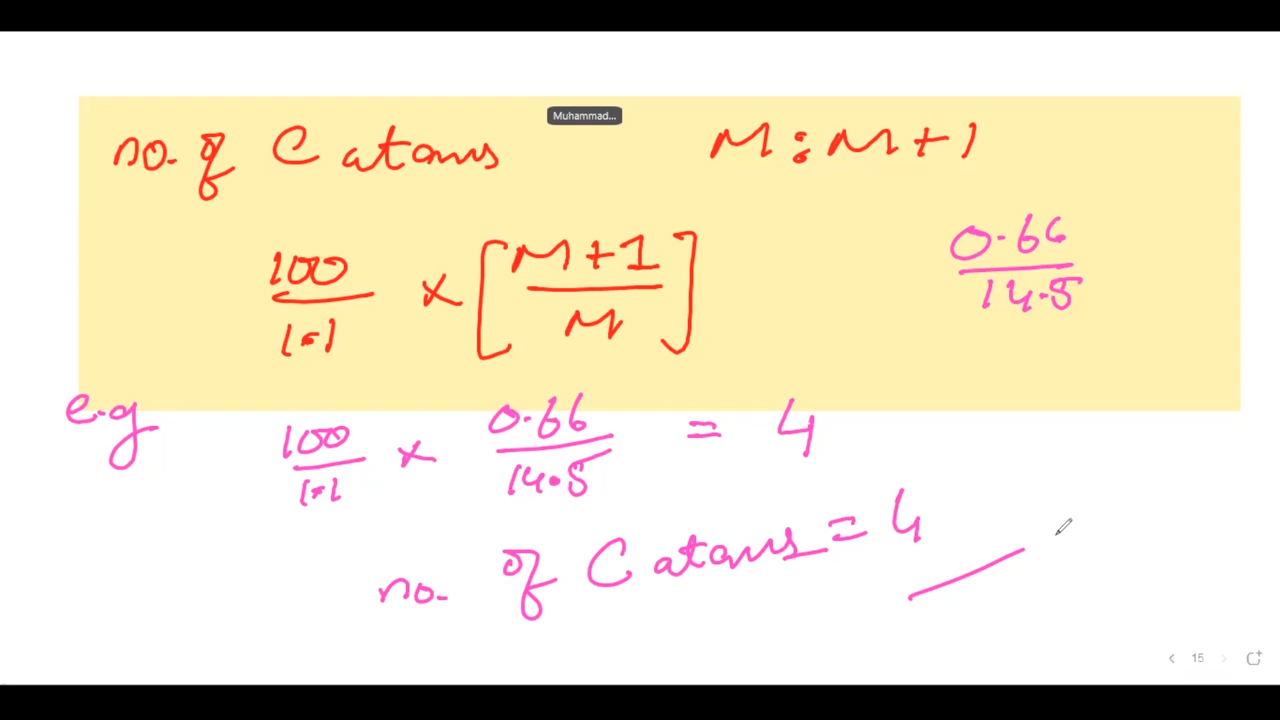 Muhammad...
no. of C atoms M : M+1
100/1.1 × [M+1/M]
0.66/14.5
e.g 100/1.1 × 0.66/14.5 = 4
no. of C atoms = 4
15